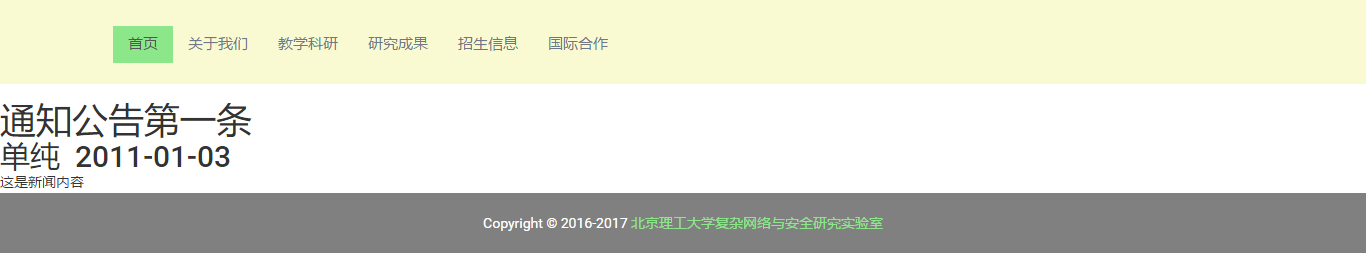 首页 关于我们 教学科研 研究成果 招生信息 国际合作
通知公告第一条
单纯 2011-01-03
这是新闻内容
Copyright © 2016-2017 北京理工大学复杂网络与安全研究实验室